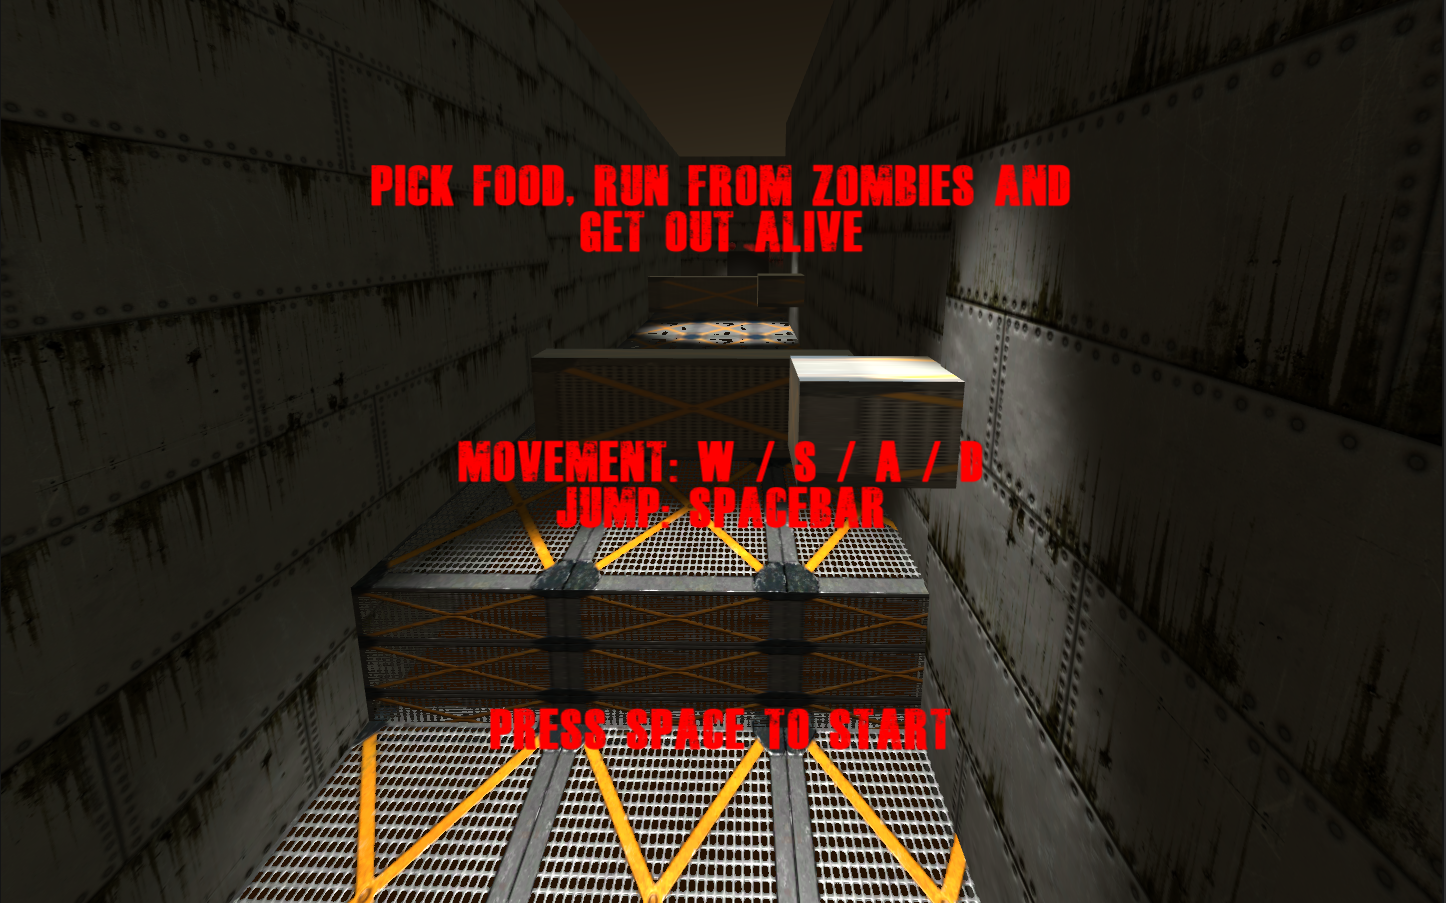 PICK FOOD, RUN FROM ZOMBIES AND
GET OUT ALIVE
MOVEMENT: W / S / A / D
JUMP: SPACEBAR
PRESS SPACE TO START